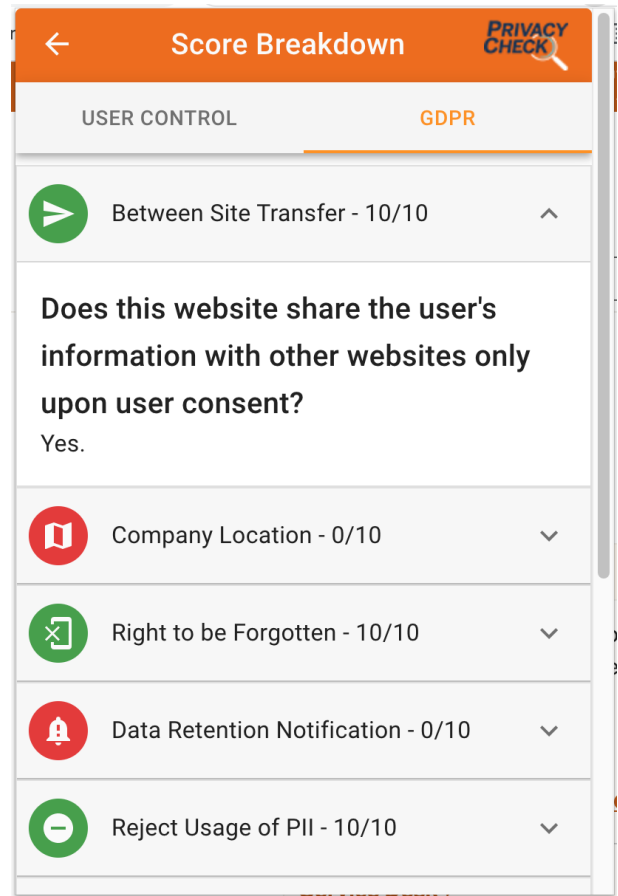 Score Breakdown
PRIVACY
CHECK
USER CONTROL
GDPR
Between Site Transfer - 10/10
Does this website share the user's
information with other websites only
upon user consent?
Yes.
Company Location - 0/10
Right to be Forgotten - 10/10
Data Retention Notification - 0/10
Reject Usage of PII - 10/10